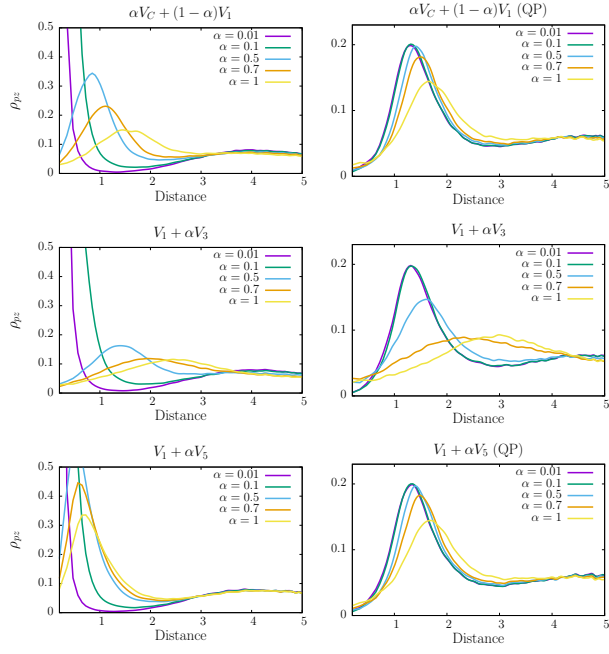 αV_C + (1 − α)V_1
ρ_pz
0.5
0.4
0.3
0.2
0.1
0
1 2 3 4 5
Distance
α = 0.01
α = 0.1
α = 0.5
α = 0.7
α = 1
αV_C + (1 − α)V_1 (QP)
0.2
0.1
0
1 2 3 4 5
Distance
α = 0.01
α = 0.1
α = 0.5
α = 0.7
α = 1
V_1 + αV_3
ρ_pz
0.5
0.4
0.3
0.2
0.1
0
1 2 3 4 5
Distance
α = 0.01
α = 0.1
α = 0.5
α = 0.7
α = 1
V_1 + αV_3
0.2
0.1
0
1 2 3 4 5
Distance
α = 0.01
α = 0.1
α = 0.5
α = 0.7
α = 1
V_1 + αV_5
ρ_pz
0.5
0.4
0.3
0.2
0.1
0
1 2 3 4 5
Distance
α = 0.01
α = 0.1
α = 0.5
α = 0.7
α = 1
V_1 + αV_5 (QP)
0.2
0.1
0
1 2 3 4 5
Distance
α = 0.01
α = 0.1
α = 0.5
α = 0.7
α = 1